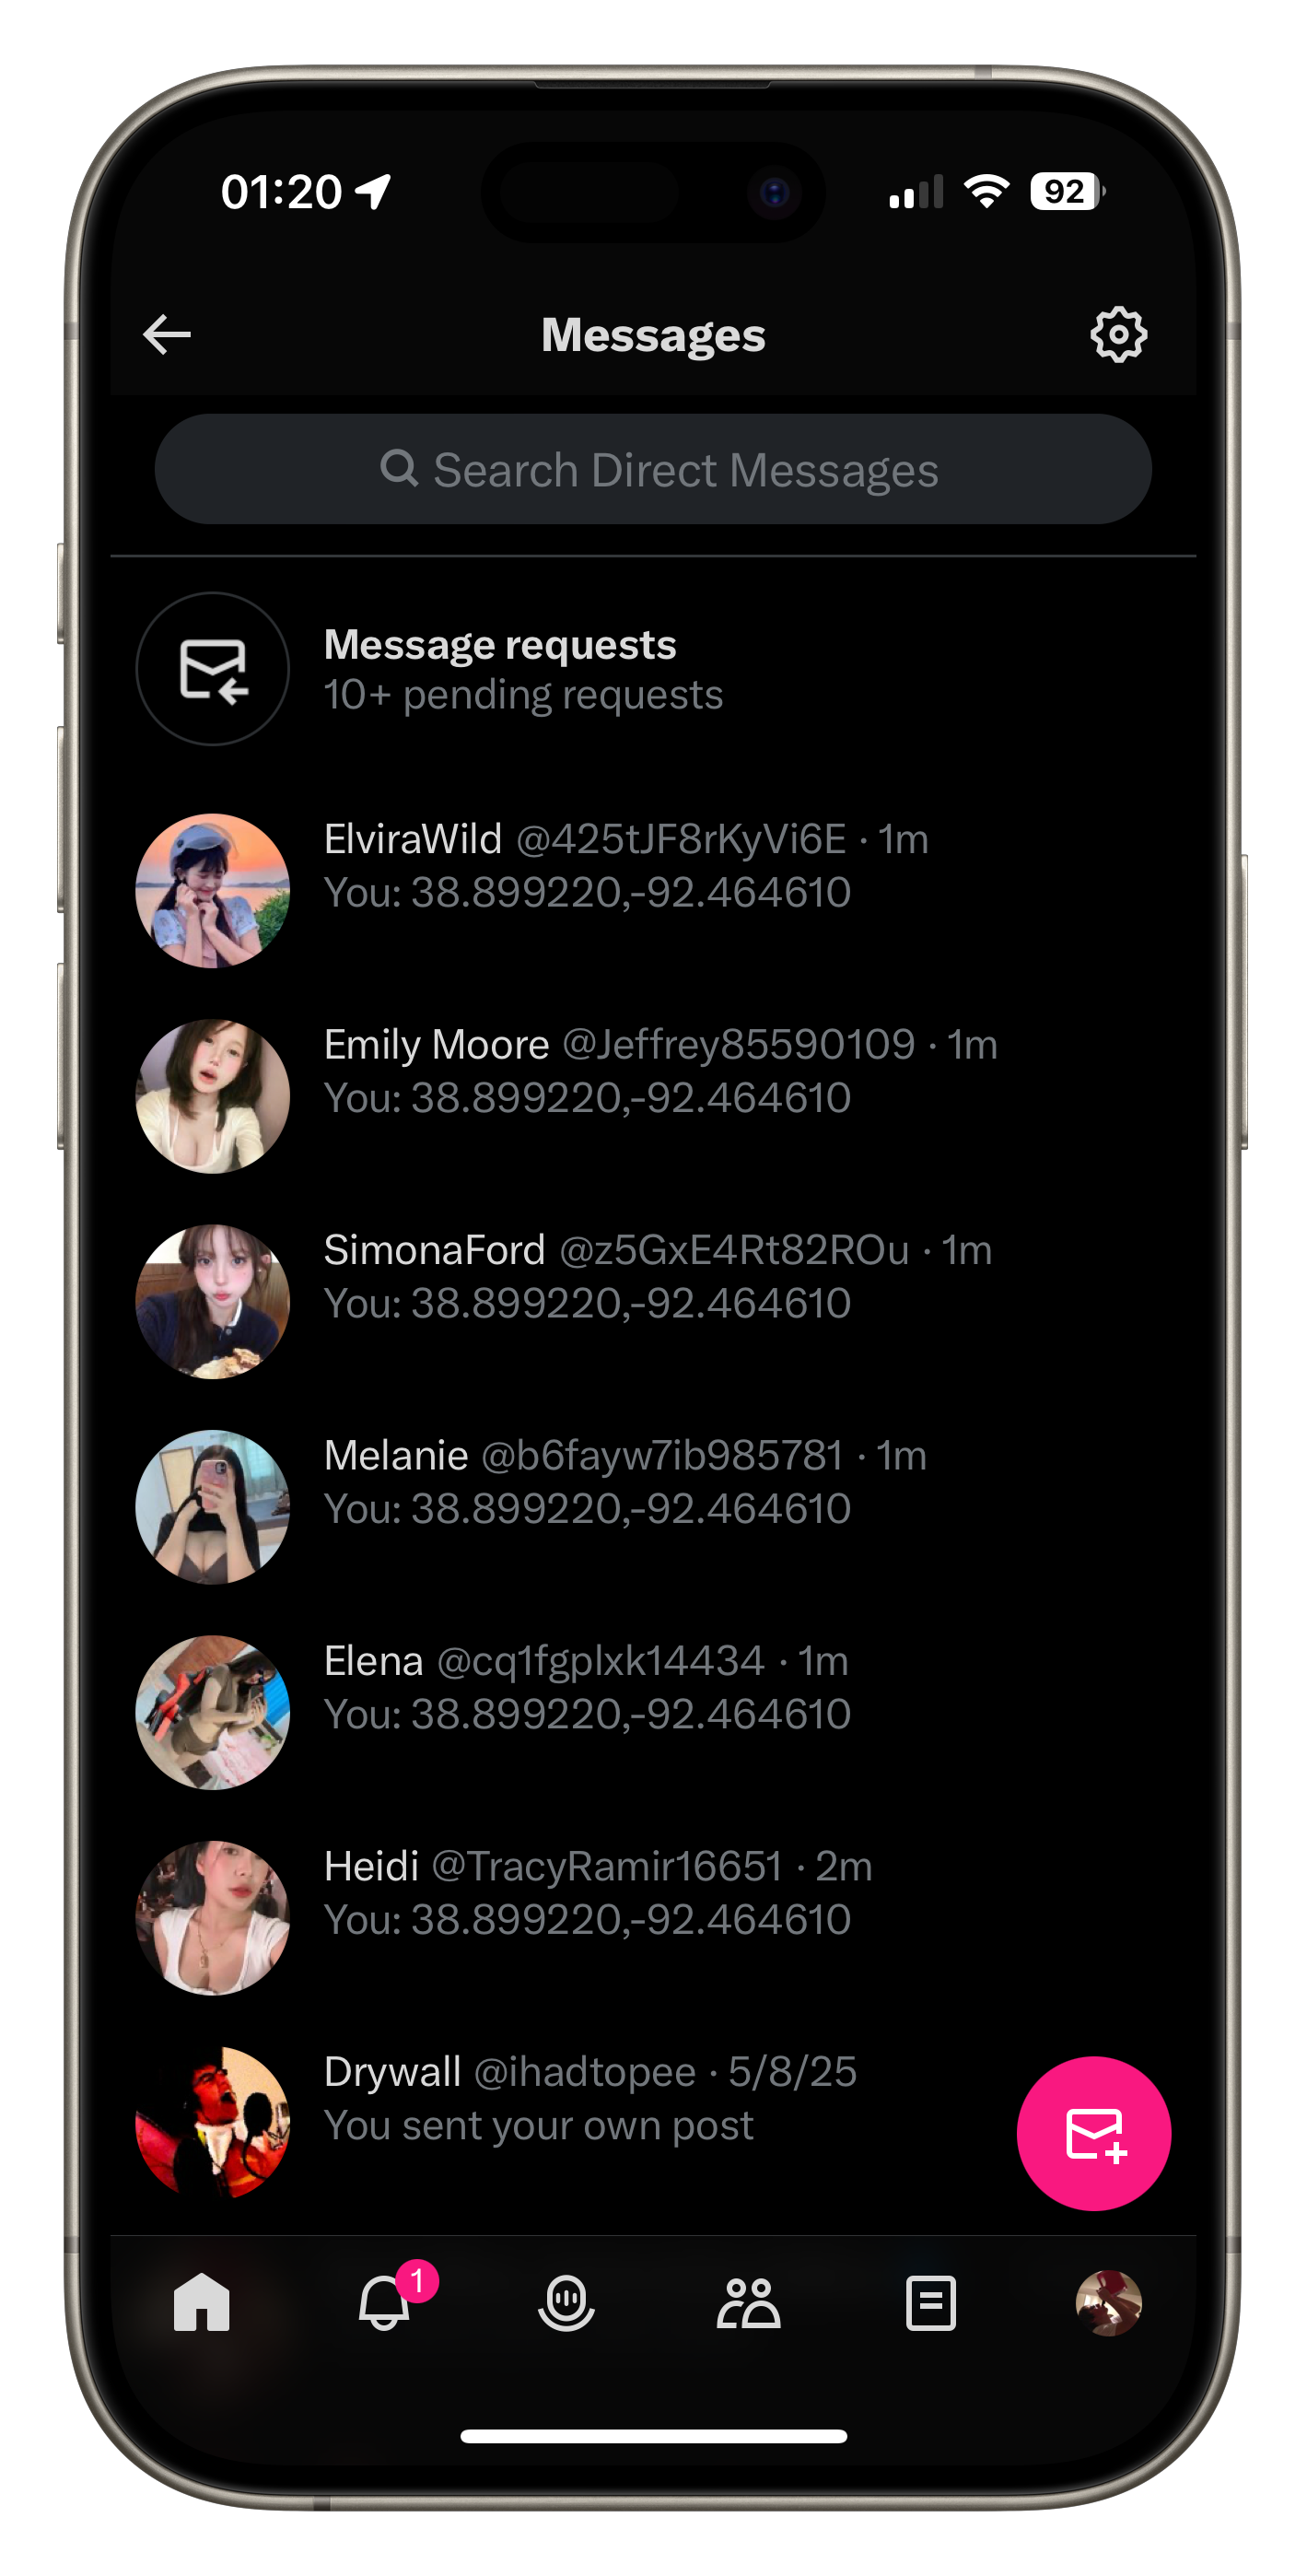 01:20
92
Messages
Search Direct Messages
Message requests
10+ pending requests
ElviraWild @425tJF8rKyVi6E · 1m
You: 38.899220,-92.464610
Emily Moore @Jeffrey85590109 · 1m
You: 38.899220,-92.464610
SimonaFord @z5GxE4Rt82ROu · 1m
You: 38.899220,-92.464610
Melanie @b6fayw7ib985781 · 1m
You: 38.899220,-92.464610
Elena @cq1fgplxk14434 · 1m
You: 38.899220,-92.464610
Heidi @TracyRamir16651 · 2m
You: 38.899220,-92.464610
Drywall @ihadtopee · 5/8/25
You sent your own post
1